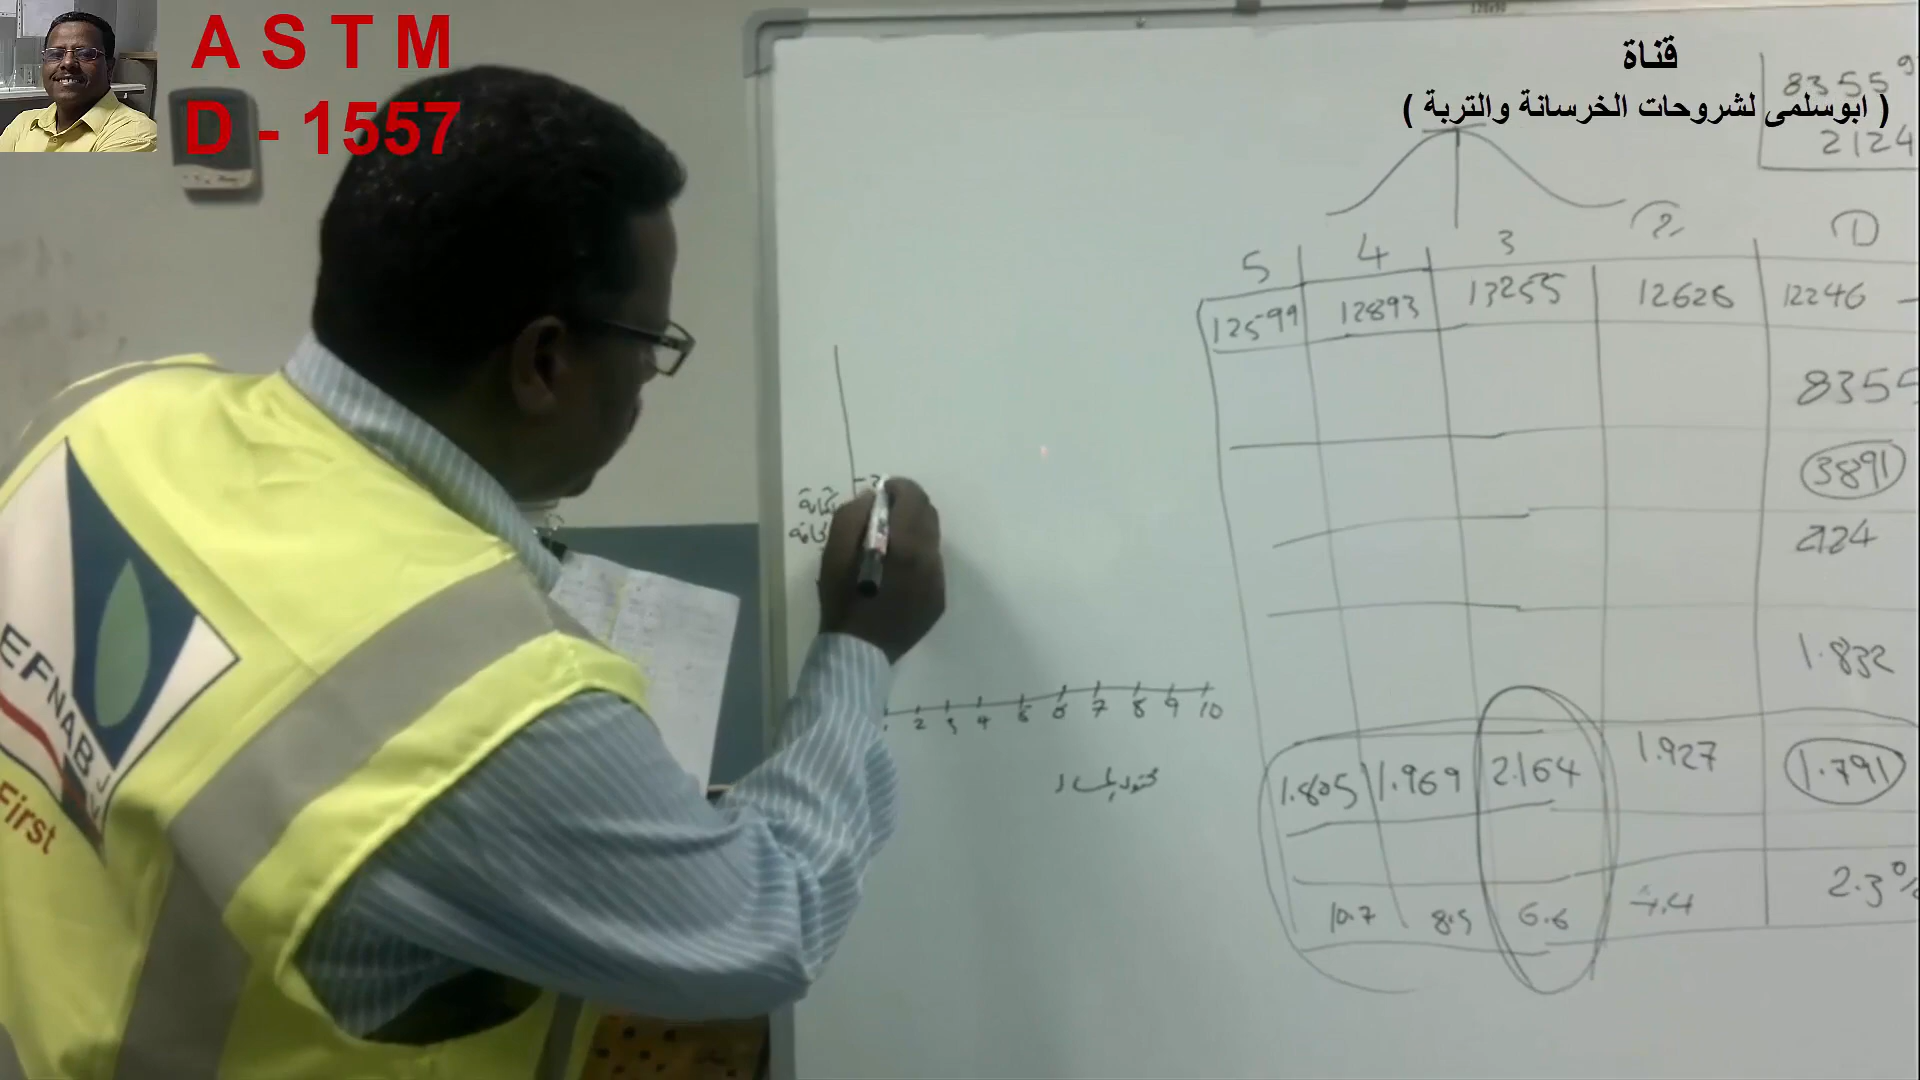 A S T M
D - 1557
قناة
( ابوسلمى لشروحات الخرسانة والتربة )
8355
2124
5 4 3 2 1
12599 12893 13255 12626 12246
8355
3891
2124
1.832
1.805 1.969 2.164 1.927 1.791
10.7 8.5 6.6 4.4 2.3%
2 3 4 5 6 7 8 9 10
EFNARC
First